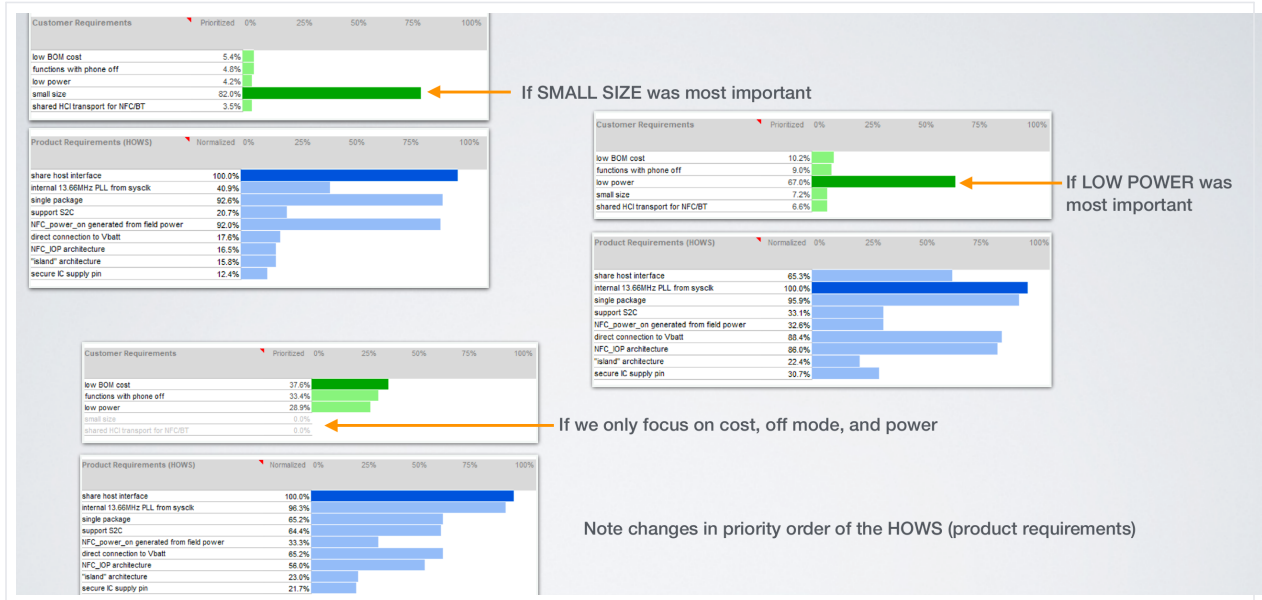 Customer Requirements Prioritized 0% 25% 50% 75% 100%
low BOM cost 5.4%
functions with phone off 4.8%
low power 4.2%
small size 82.0%
shared HCI transport for NFC/BT 3.5%
If SMALL SIZE was most important
Product Requirements (HOWS) Normalized 0% 25% 50% 75% 100%
share host interface 100.0%
internal 13.66MHz PLL from sysclk 40.9%
single package 92.6%
support S2C 20.7%
NFC_power_on generated from field power 92.0%
direct connection to Vbatt 17.6%
NFC_IOP architecture 16.5%
"island" architecture 15.8%
secure IC supply pin 12.4%
Customer Requirements Prioritized 0% 25% 50% 75% 100%
low BOM cost 10.2%
functions with phone off 9.0%
low power 67.0%
small size 7.2%
shared HCI transport for NFC/BT 6.6%
If LOW POWER was
most important
Product Requirements (HOWS) Normalized 0% 25% 50% 75% 100%
share host interface 65.3%
internal 13.66MHz PLL from sysclk 100.0%
single package 95.9%
support S2C 33.1%
NFC_power_on generated from field power 32.6%
direct connection to Vbatt 88.4%
NFC_IOP architecture 86.0%
"island" architecture 22.4%
secure IC supply pin 30.7%
Customer Requirements Prioritized 0% 25% 50% 75% 100%
low BOM cost 37.6%
functions with phone off 33.4%
low power 28.9%
small size 0.0%
shared HCI transport for NFC/BT 0.0%
If we only focus on cost, off mode, and power
Product Requirements (HOWS) Normalized 0% 25% 50% 75% 100%
share host interface 100.0%
internal 13.66MHz PLL from sysclk 96.3%
single package 65.2%
support S2C 64.4%
NFC_power_on generated from field power 33.3%
direct connection to Vbatt 65.2%
NFC_IOP architecture 56.0%
"island" architecture 23.0%
secure IC supply pin 21.7%
Note changes in priority order of the HOWS (product requirements)